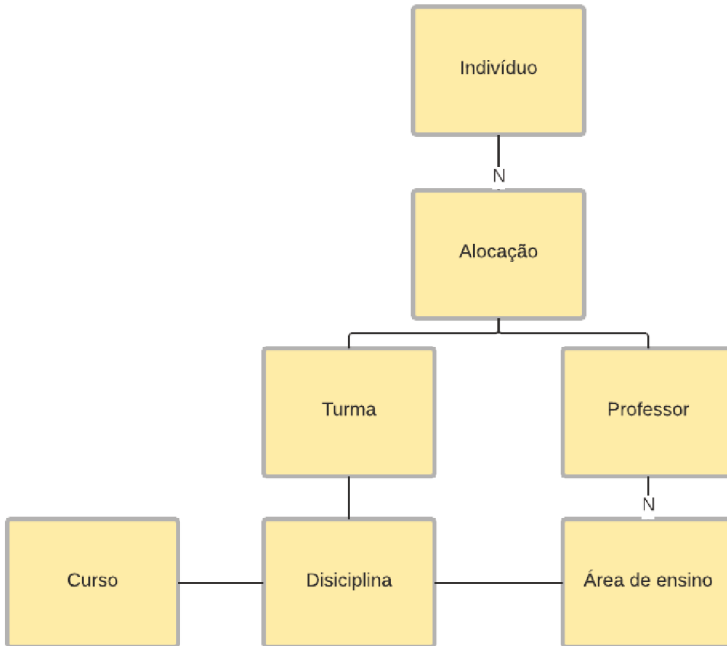 Indivíduo
N
Alocação
Turma
Professor
N
Curso
Disiciplina
Área de ensino